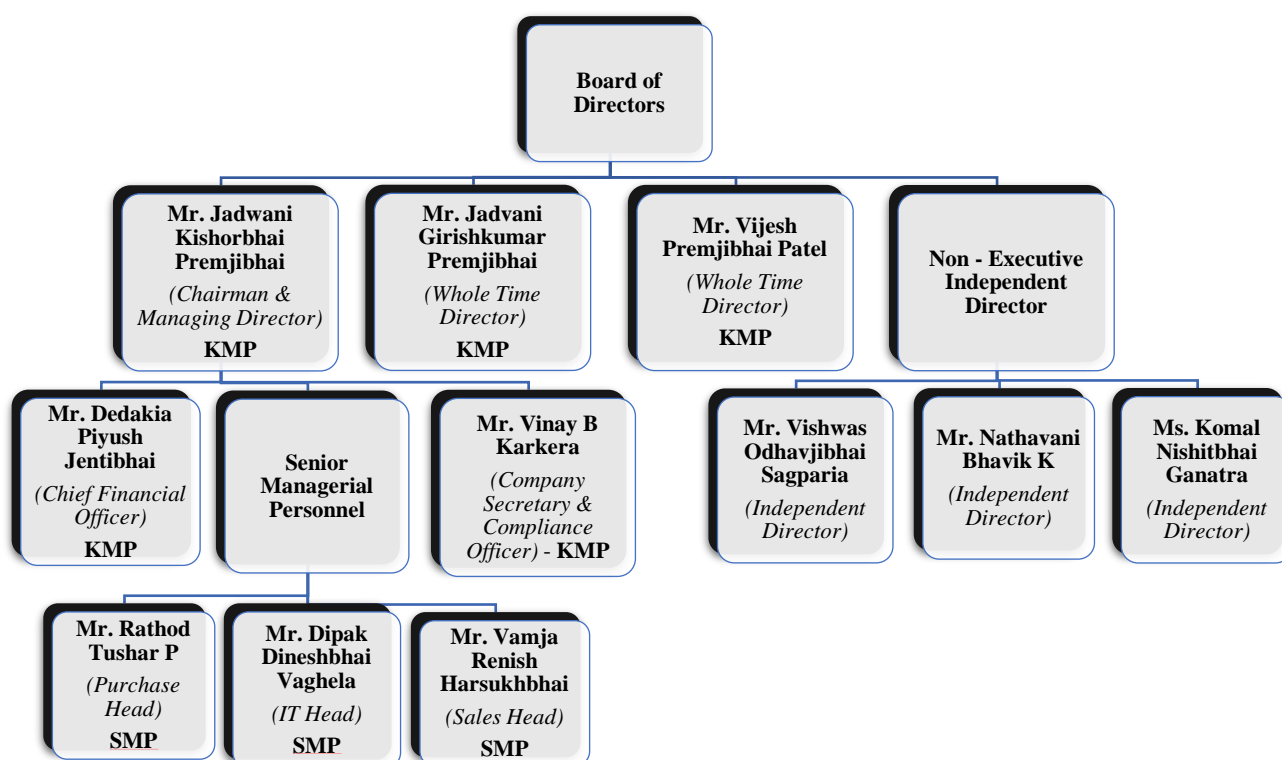 Board of
Directors
Mr. Jadwani
Kishorbhai
Premjibhai
(Chairman &
Managing Director)
KMP
Mr. Jadvani
Girishkumar
Premjibhai
(Whole Time
Director)
KMP
Mr. Vijesh
Premjibhai Patel
(Whole Time
Director)
KMP
Non - Executive
Independent
Director
Mr. Dedakia
Piyush
Jentibhai
(Chief Financial
Officer)
KMP
Senior
Managerial
Personnel
Mr. Vinay B
Karkera
(Company
Secretary &
Compliance
Officer) - KMP
Mr. Vishwas
Odhavjibhai
Sagparia
(Independent
Director)
Mr. Nathavani
Bhavik K
(Independent
Director)
Ms. Komal
Nishitbhai
Ganatra
(Independent
Director)
Mr. Rathod
Tushar P
(Purchase
Head)
SMP
Mr. Dipak
Dineshbhai
Vaghela
(IT Head)
SMP
Mr. Vamja
Renish
Harsukhbhai
(Sales Head)
SMP